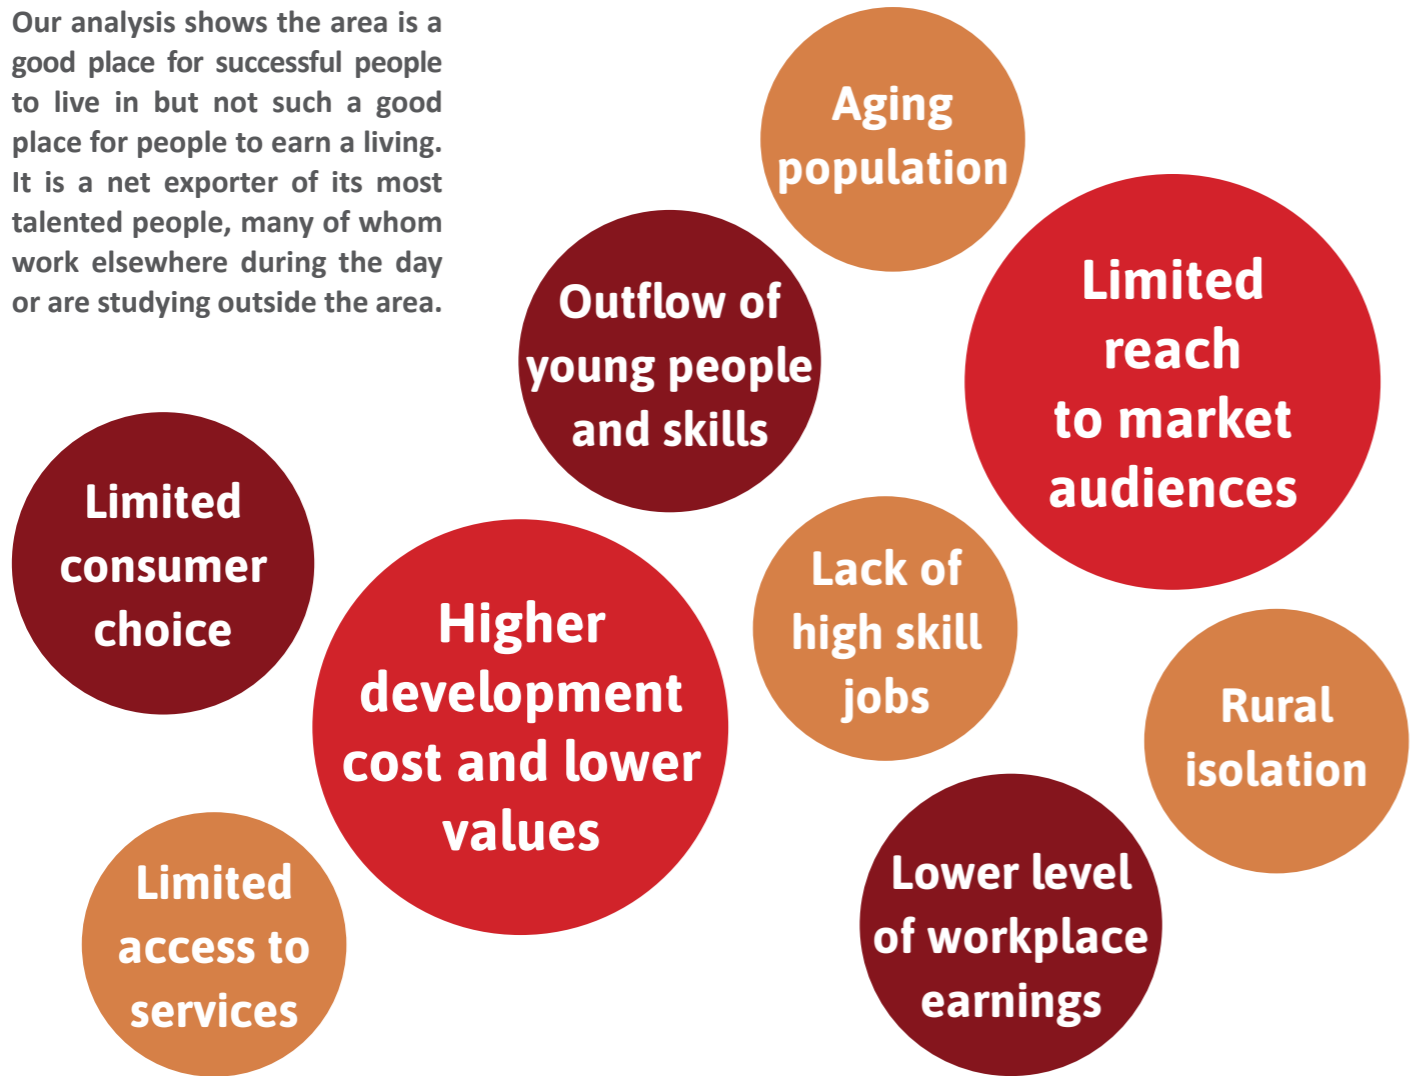 Our analysis shows the area is a
good place for successful people
to live in but not such a good
place for people to earn a living.
It is a net exporter of its most
talented people, many of whom
work elsewhere during the day
or are studying outside the area.
Aging
population
Outflow of
young people
and skills
Limited
reach
to market
audiences
Limited
consumer
choice
Higher
development
cost and lower
values
Lack of
high skill
jobs
Rural
isolation
Limited
access to
services
Lower level
of workplace
earnings